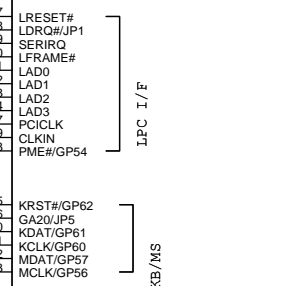 LRESET#
LDRQ#/JP1
SERIRQ
LFRAME#
LAD0
LAD1
LAD2
LAD3
PCICLK
CLKIN
PME#/GP54
LPC I/F
KRST#/GP62
GA20/JP5
KDAT/GP61
KCLK/GP60
MDAT/GP57
MCLK/GP56
KB/MS